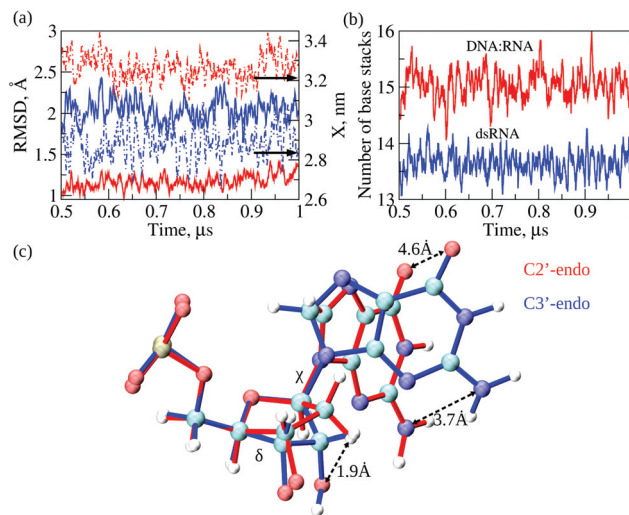 (a)
3
2.5
2
1.5
1
RMSD, Å
3.4
3.2
3
2.8
2.6
X, nm
0.5 0.6 0.7 0.8 0.9 1
Time, μs
(b)
16
15
14
13
Number of base stacks
DNA:RNA
dsRNA
0.5 0.6 0.7 0.8 0.9 1
Time, μs
(c)
4.6Å
C2'-endo
C3'-endo
χ
3.7Å
δ
1.9Å